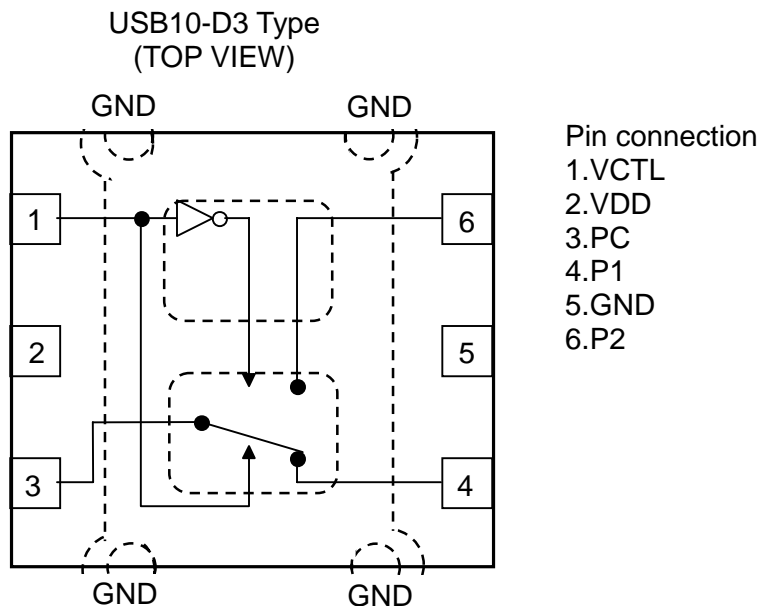 USB10-D3 Type
(TOP VIEW)
GND GND
Pin connection
1.VCTL
2.VDD
3.PC
4.P1
5.GND
6.P2
1 6
2 5
3 4
GND GND